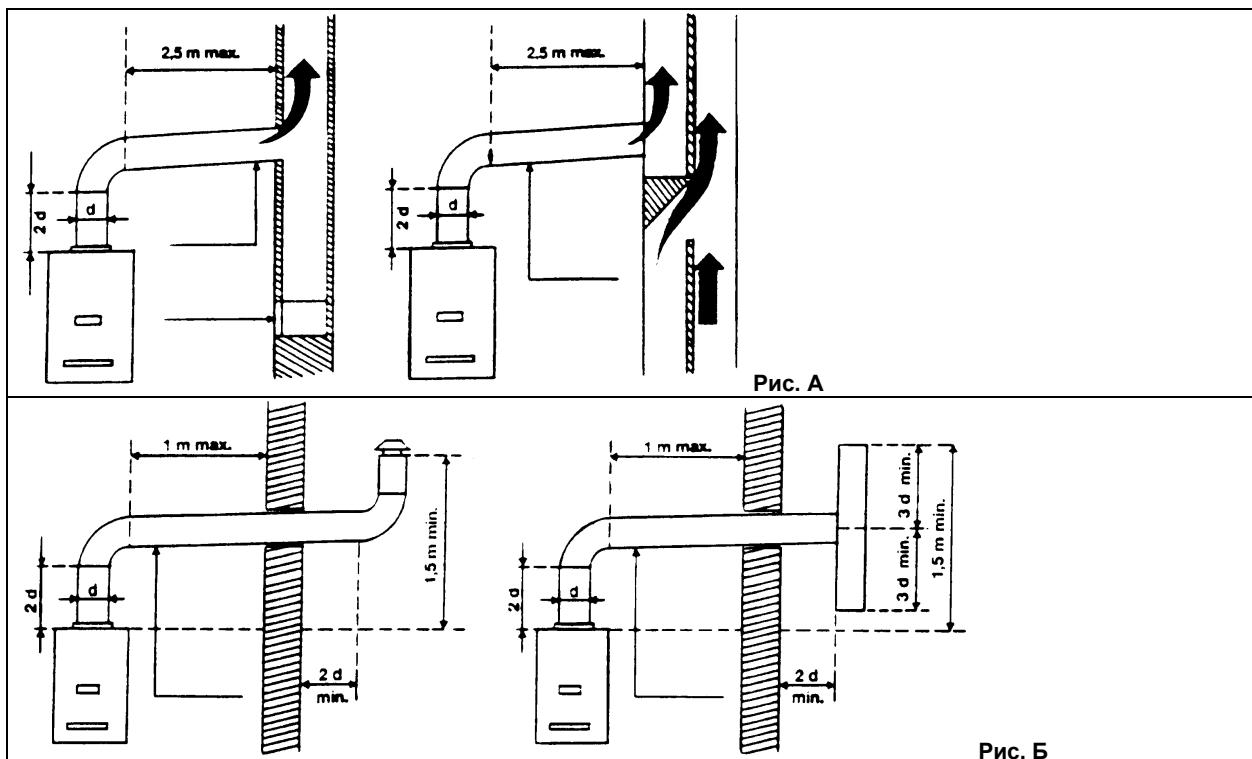 2,5 m max.
d
2 d
2,5 m max.
d
2 d
Рис. А
1 m max.
1,5 m min.
d
2 d
2 d
min.
1 m max.
3 d min.
3 d min.
1,5 m min.
d
2 d
2 d
min.
Рис. Б